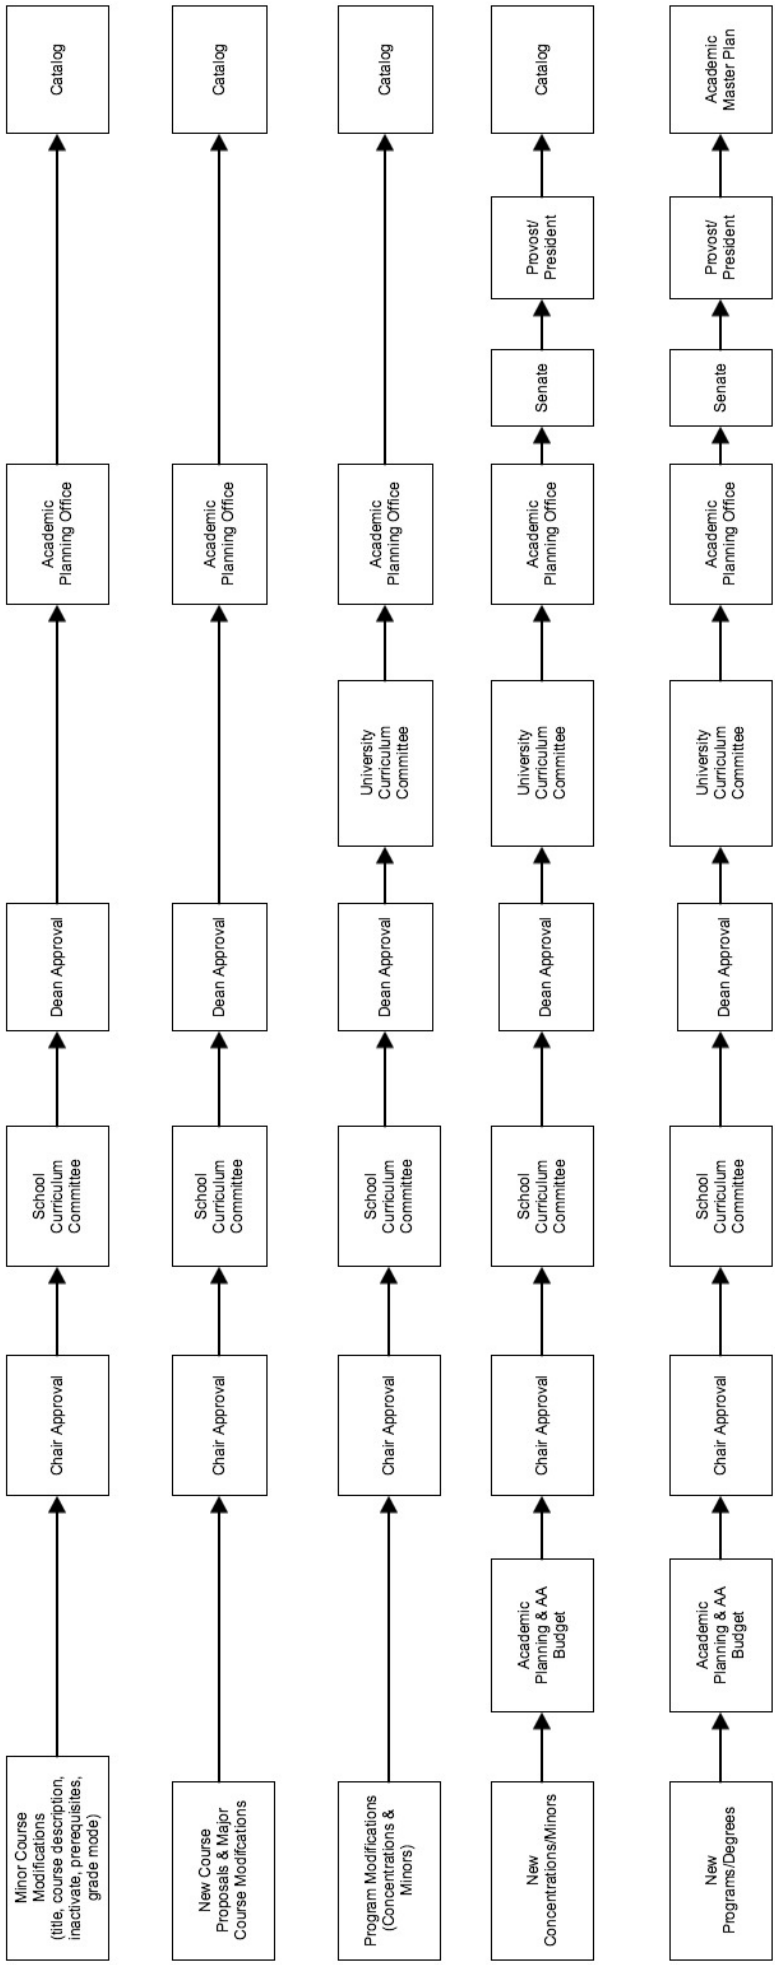 Minor Course
Modifications
(title, course description,
inactivate, prerequisites,
grade mode)
Chair Approval
School
Curriculum
Committee
Dean Approval
Academic
Planning Office
Catalog
New Course
Proposals & Major
Course Modifcations
Chair Approval
School
Curriculum
Committee
Dean Approval
Academic
Planning Office
Catalog
Program Modifications
(Concentrations &
Minors)
Chair Approval
School
Curriculum
Committee
Dean Approval
University
Curriculum
Committee
Academic
Planning Office
Catalog
New
Concentrations/Minors
Academic
Planning & AA
Budget
Chair Approval
School
Curriculum
Committee
Dean Approval
University
Curriculum
Committee
Academic
Planning Office
Senate
Provost/
President
Catalog
New
Programs/Degrees
Academic
Planning & AA
Budget
Chair Approval
School
Curriculum
Committee
Dean Approval
University
Curriculum
Committee
Academic
Planning Office
Senate
Provost/
President
Academic
Master Plan